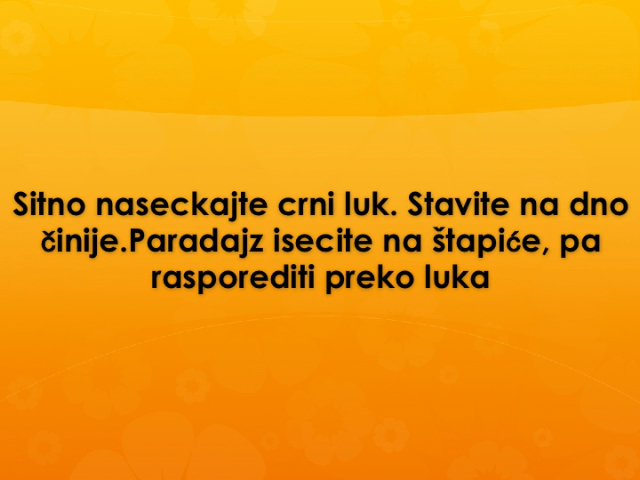 Sitno naseckajte crni luk. Stavite na dno
činije.Paradajz isecite na štapiće, pa
rasporediti preko luka